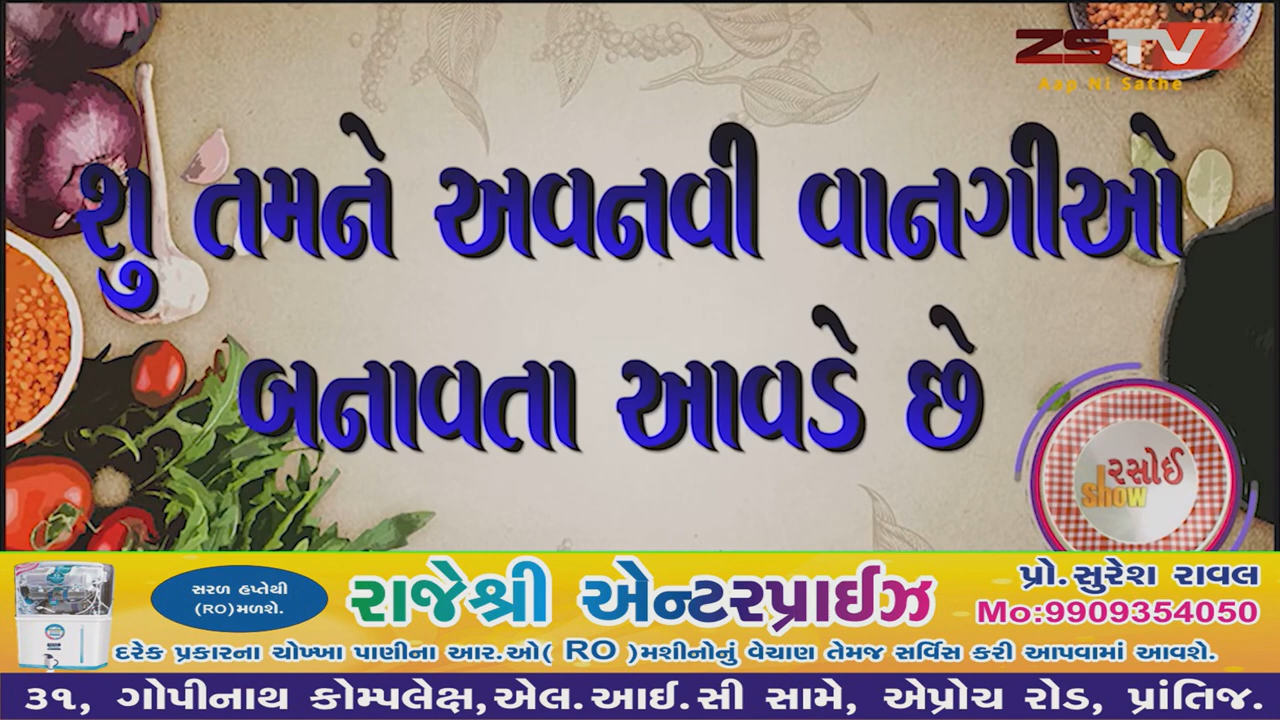 ZSTV
Aap Ni Sathe
શુ તમને અવનવી વાનગીઓ
બનાવતા આવડે છે
રસોઈ
Show
સરળ હપ્તેથી
(RO)મળશે.
રાજેશ્રી એન્ટરપ્રાઈઝ
પ્રો.સુરેશ રાવલ
Mo:9909354050
દરેક પ્રકારના ચોખ્ખા પાણીના આર.ઓ( RO )મશીનોનું વેચાણ તેમજ સર્વિસ કરી આપવામાં આવશે.
૩૧, ગોપીનાથ કોમ્પલેક્ષ,એલ.આઈ.સી સામે, એપ્રોચ રોડ, પ્રાંતિજ.